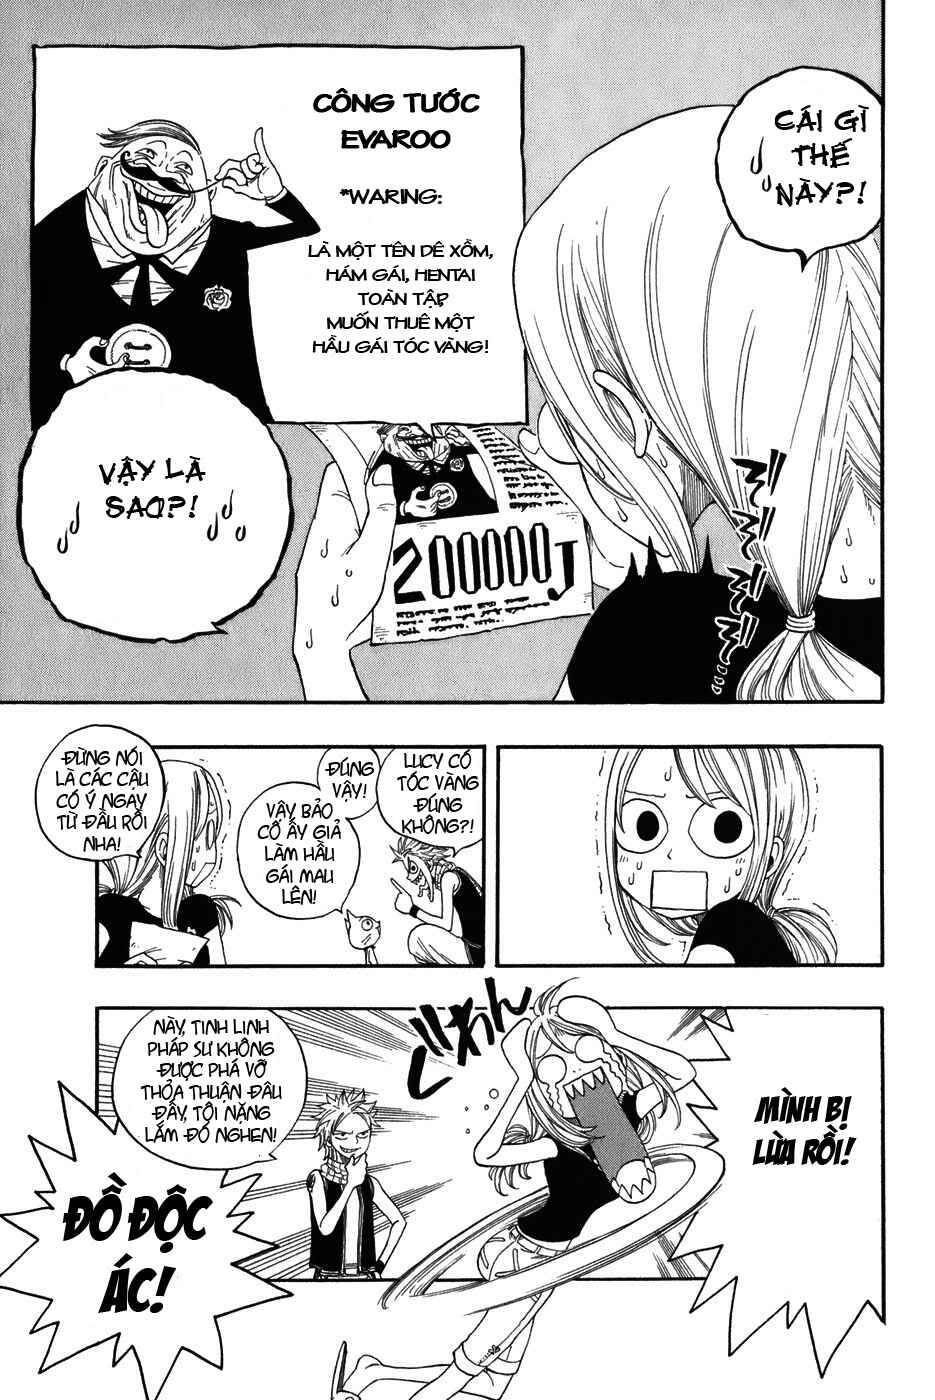 CÁI GÌ
THẾ
NÀY?!
CÔNG TƯỚC
EVAROO
*WARING:
LÀ MỘT TÊN DÊ XỒM,
HÁM GÁI, HENTAI
TOÀN TẬP,
MUỐN THUÊ MỘT
HẦU GÁI TÓC VÀNG!
VẬY LÀ
SAO?!
200000J
ゾゾゾゾ
LUCY CÓ
TÓC VÀNG
ĐÚNG
KHÔNG?!
ĐÚNG
VẬY!
VẬY BẢO
CÔ ẤY GIẢ
LÀM HẦU
GÁI MAU
LÊN!
ĐỪNG NÓI
LÀ CÁC CẬU
CÓ Ý NGAY
TỪ ĐẦU RỒI
NHA!
MÌNH BỊ
LỪA RỒI!
NÀY, TINH LINH
PHÁP SƯ KHÔNG
ĐƯỢC PHÁ VỠ
THỎA THUẬN ĐÂU
ĐẤY, TỘI NẶNG
LẮM ĐÓ NGHEN!
ĐỒ ĐỘC
ÁC!